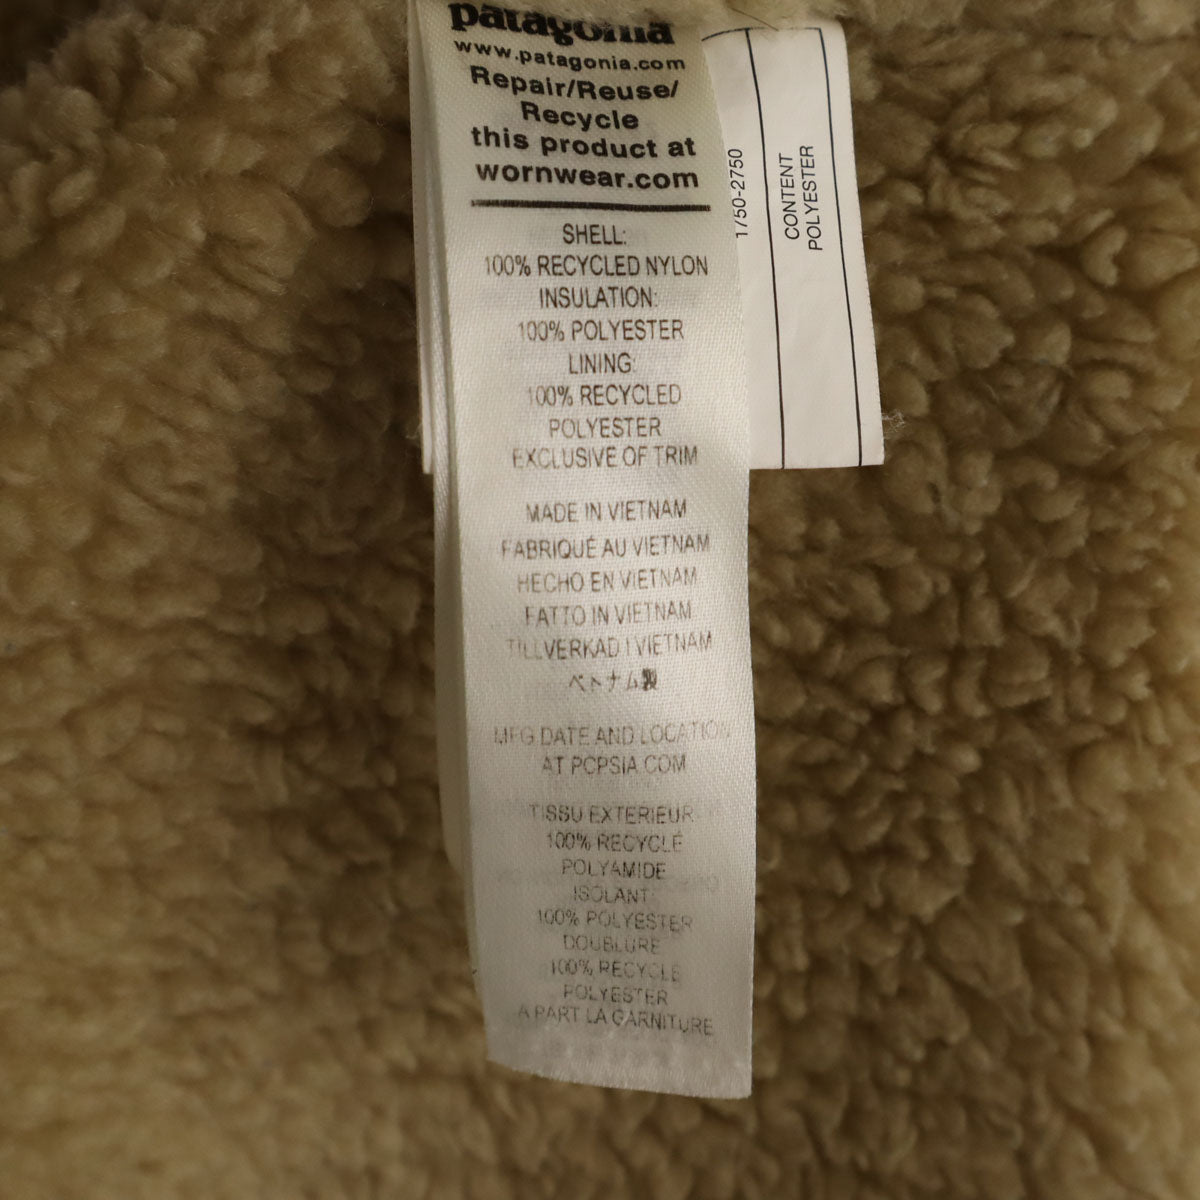 patagonia
www.patagonia.com
Repair/Reuse/
Recycle
this product at
wornwear.com
SHELL:
100% RECYCLED NYLON
INSULATION:
100% POLYESTER
LINING:
100% RECYCLED
POLYESTER
EXCLUSIVE OF TRIM
MADE IN VIETNAM
FABRIQUÉ AU VIETNAM
HECHO EN VIETNAM
FATTO IN VIETNAM
TILLVERKAD I VIETNAM
ベトナム製
MFG DATE AND LOCATION
AT PCPSIA.COM
TISSU EXTERIEUR
100% RECYCLÉ
POLYAMIDE
ISOLANT
100% POLYESTER
DOUBLURE
100% RECYCLE
POLYESTER
A PART LA GARNITURE
1750-2750
CONTENT
POLYESTER